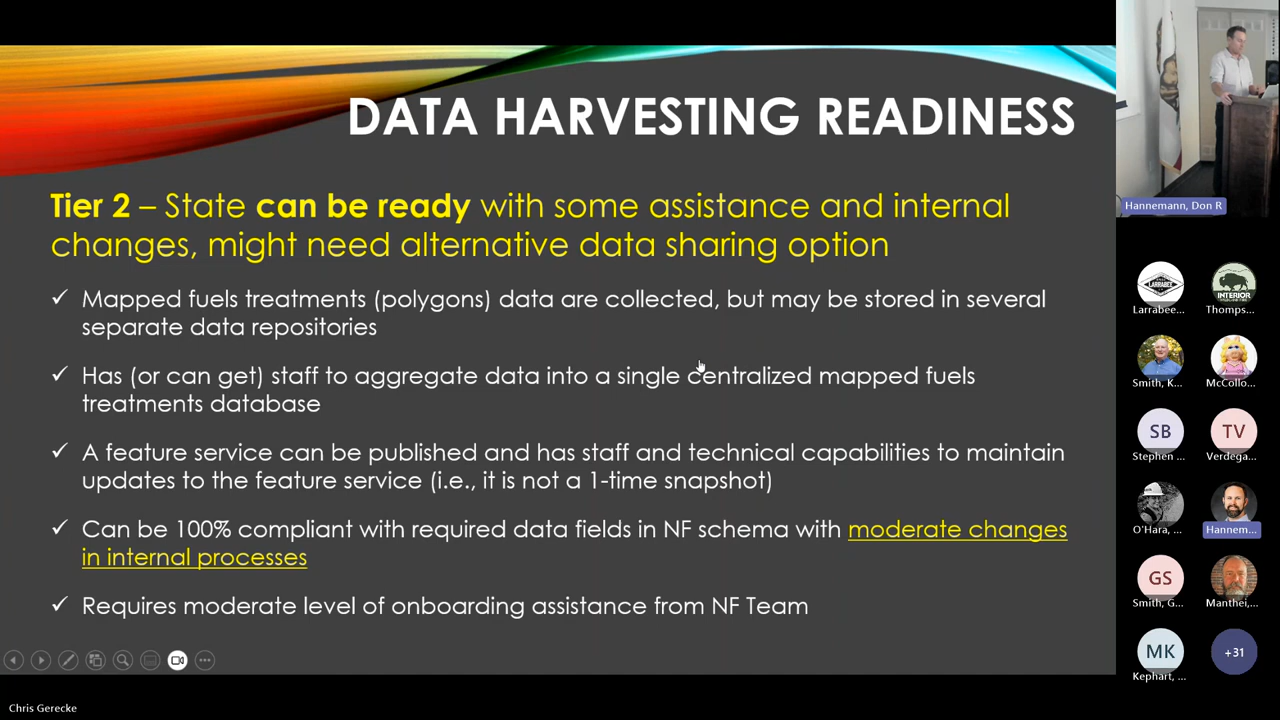 DATA HARVESTING READINESS
Tier 2 – State can be ready with some assistance and internal
changes, might need alternative data sharing option
✓ Mapped fuels treatments (polygons) data are collected, but may be stored in several
separate data repositories
✓ Has (or can get) staff to aggregate data into a single centralized mapped fuels
treatments database
✓ A feature service can be published and has staff and technical capabilities to maintain
updates to the feature service (i.e., it is not a 1-time snapshot)
✓ Can be 100% compliant with required data fields in NF schema with moderate changes
in internal processes
✓ Requires moderate level of onboarding assistance from NF Team
Chris Gerecke
Hannemann, Don R
LARRABEE
Larrabee...
INTERIOR
Thomps...
Smith, K...
McCollo...
SB
Stephen ...
TV
Verdega...
O'Hara, ...
Hannem...
GS
Smith, G...
Manthei,...
MK
Kephart, ...
+31